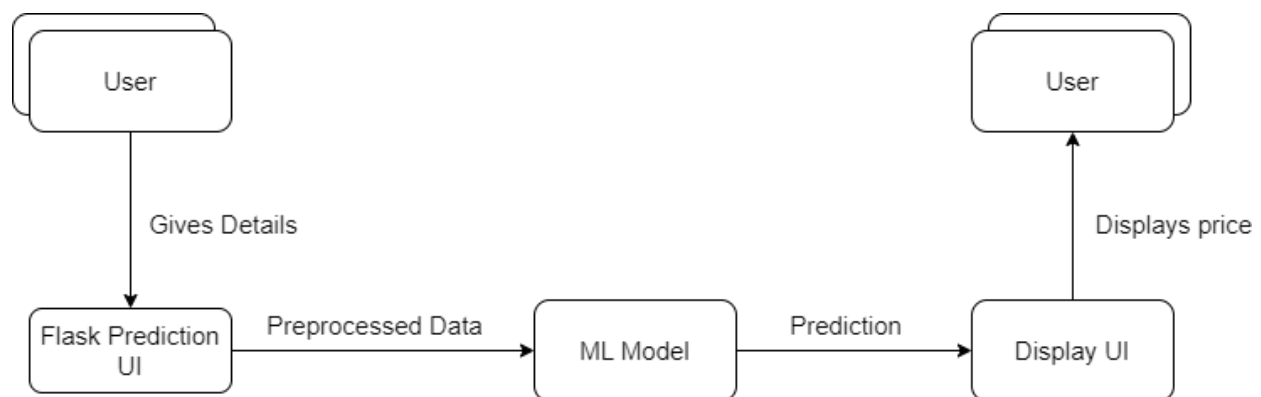 User
User
Gives Details
Displays price
Flask Prediction
UI
Preprocessed Data
ML Model
Prediction
Display UI